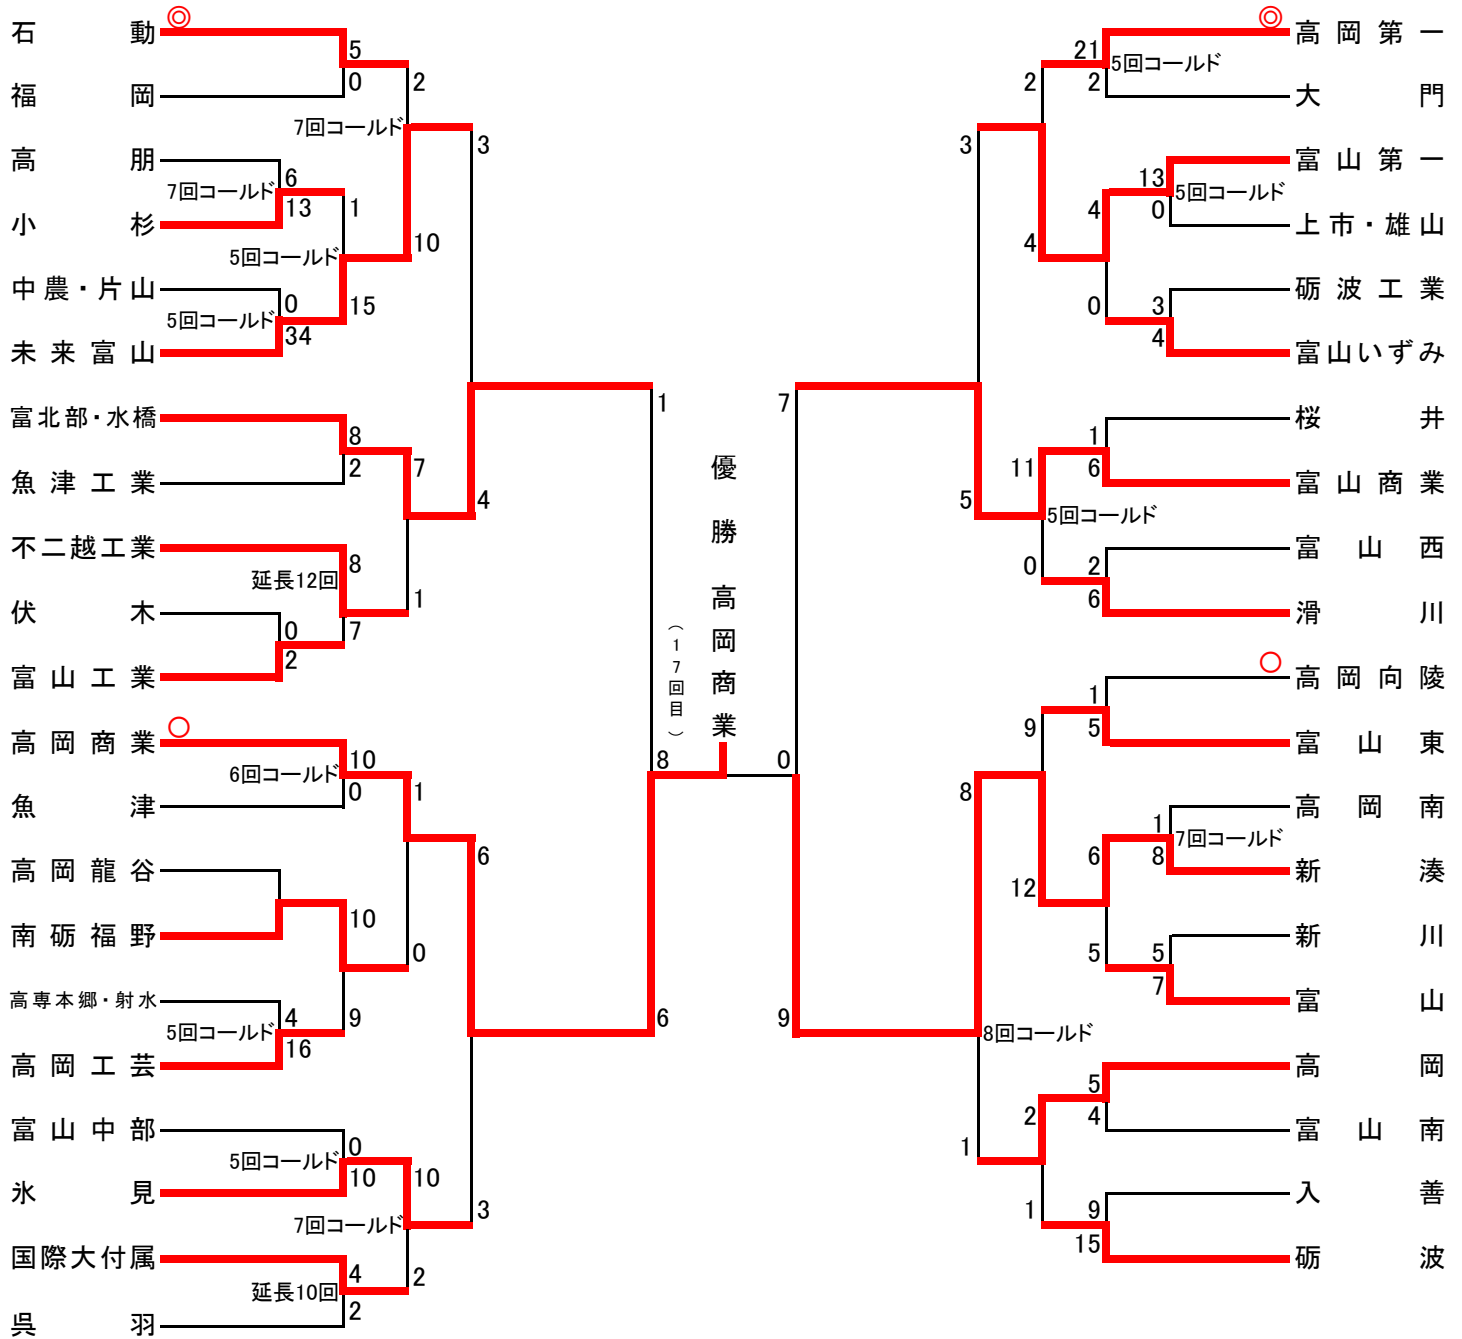 石動
5
0
福岡
2
7回コールド
高朋
6
7回コールド
13
小杉
1
5回コールド
10
中農・片山
0
5回コールド
34
未来富山
15
3
富北部・水橋
8
2
魚津工業
7
4
不二越工業
8
延長12回
伏木
0
2
富山工業
7
1
1
高岡商業
10
6回コールド
0
魚津
1
6
高岡龍谷
南砺福野
10
0
高専本郷・射水
4
5回コールド
16
高岡工芸
9
6
富山中部
0
5回コールド
10
氷見
10
7回コールド
3
国際大付属
4
延長10回
2
呉羽
2
優勝 高岡商業
(17回目)
8
0
高岡第一
21
5回コールド
2
大門
2
3
富山第一
13
5回コールド
0
上市・雄山
4
4
砺波工業
3
4
富山いずみ
0
7
桜井
1
6
富山商業
11
5
5回コールド
富山西
2
6
滑川
0
高岡向陵
1
5
富山東
9
8
高岡南
1
7回コールド
8
新湊
6
12
新川
5
7
富山
5
9
8回コールド
高岡
5
4
富山南
2
1
入善
9
15
砺波
1